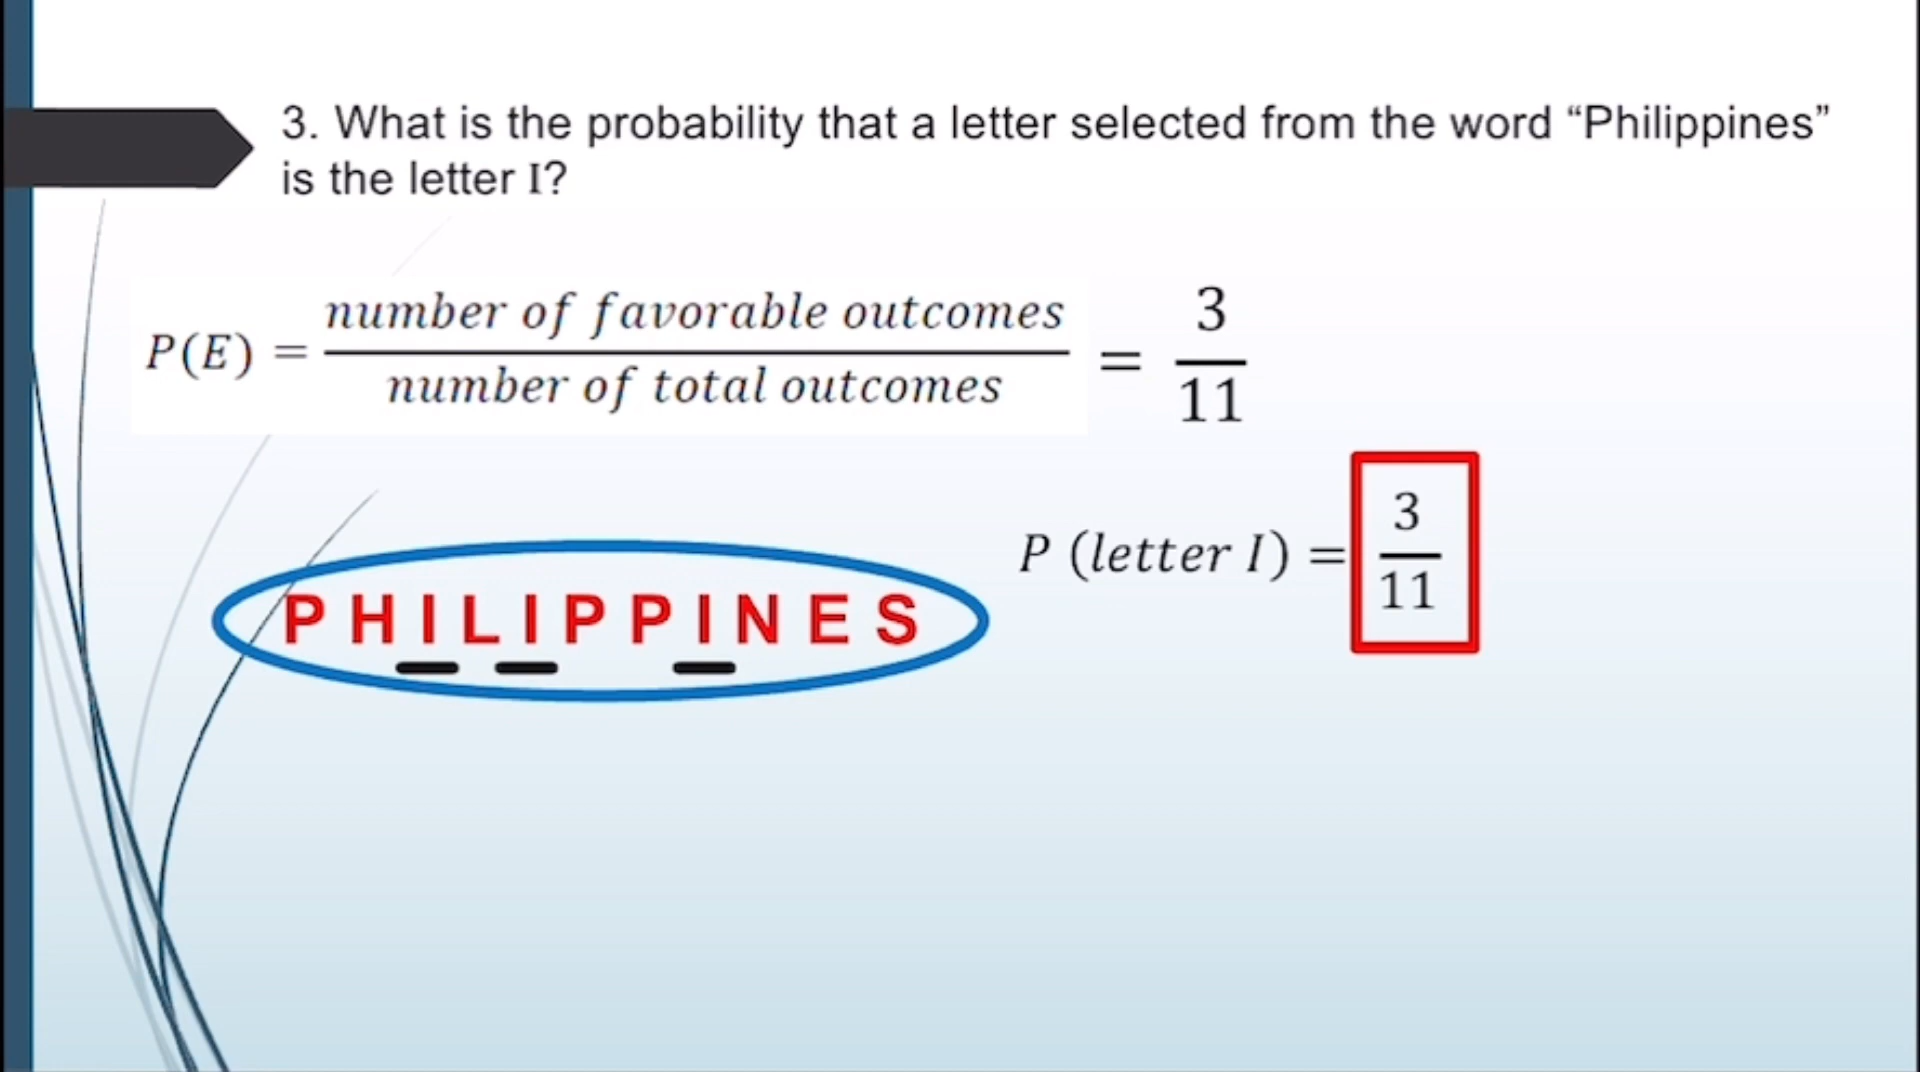 3. What is the probability that a letter selected from the word “Philippines”
is the letter I?
P(E) = number of favorable outcomes / number of total outcomes = 3/11
P (letter I) = 3/11
P H I L I P P I N E S